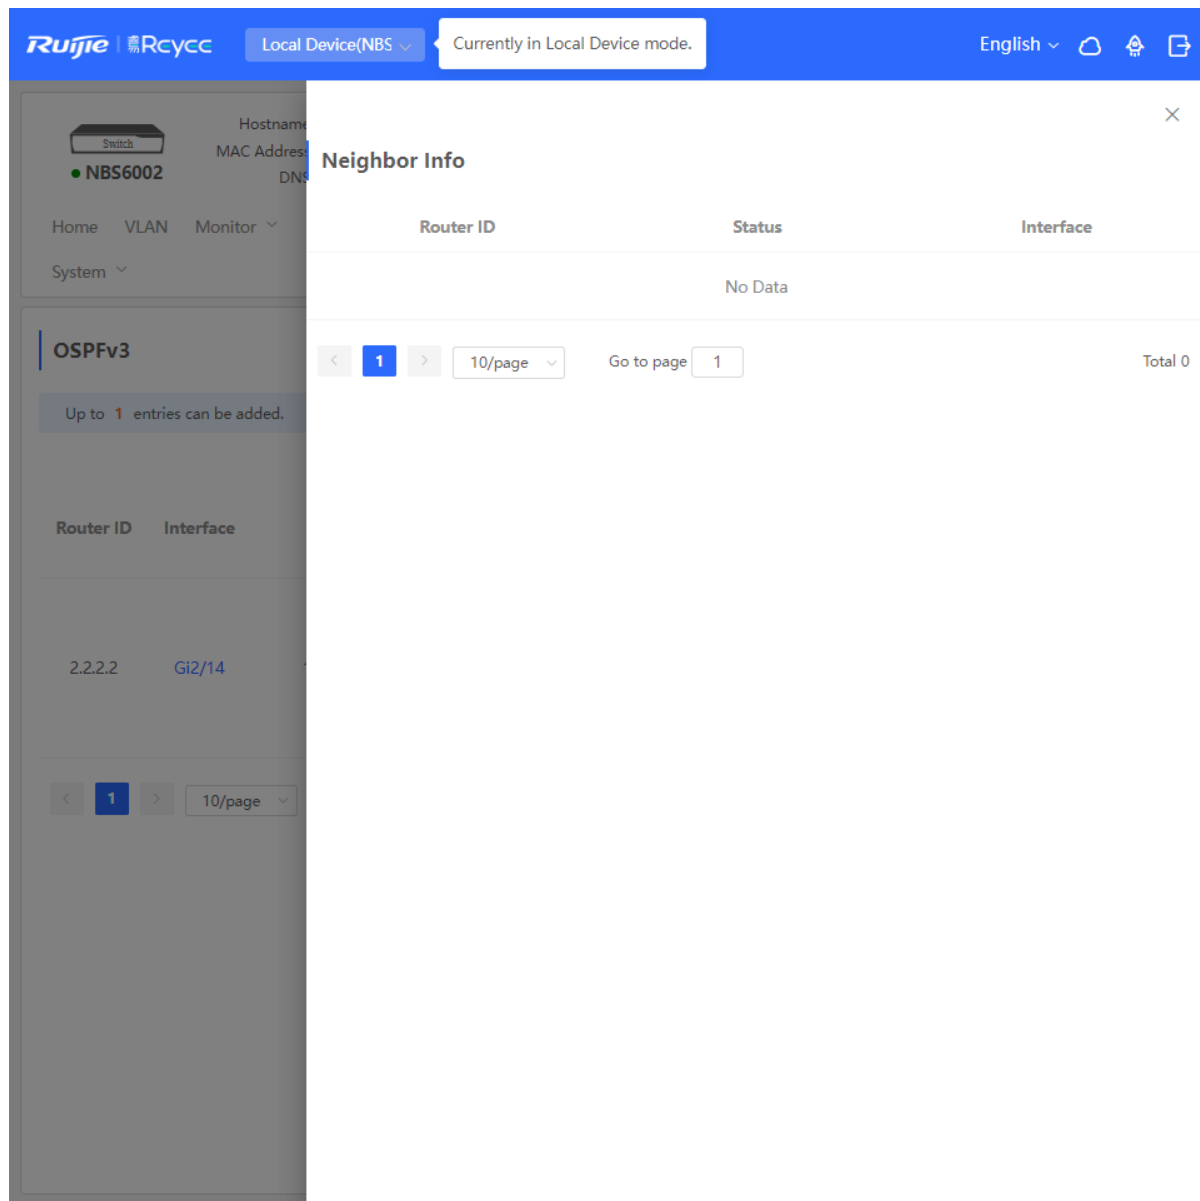 Ruijie Reyee Local Device(NBS Currently in Local Device mode. English
Switch
NBS6002
Hostname
MAC Address
DNS
Home VLAN Monitor
System
OSPFv3
Up to 1 entries can be added.
Router ID Interface
2.2.2.2 Gi2/14
1 10/page
Neighbor Info
Router ID Status Interface
No Data
1 10/page Go to page 1 Total 0